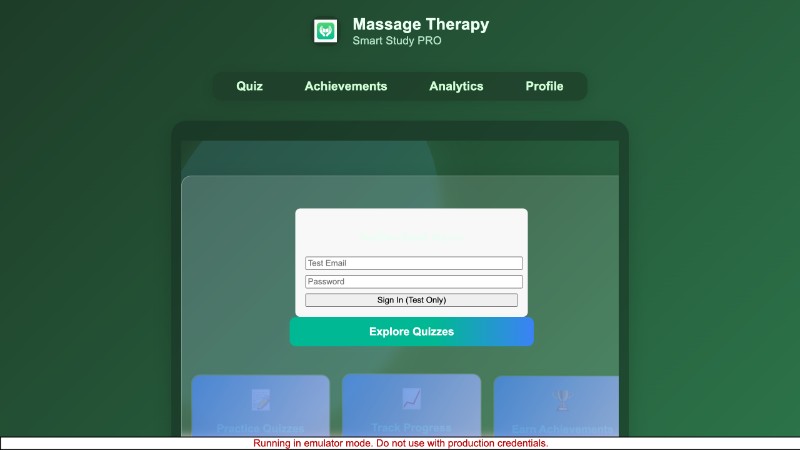 Massage Therapy
Smart Study PRO
Quiz Achievements Analytics Profile
Test Email
Password
Sign In (Test Only)
Explore Quizzes
Practice Quizzes Track Progress Earn Achievements
Running in emulator mode. Do not use with production credentials.